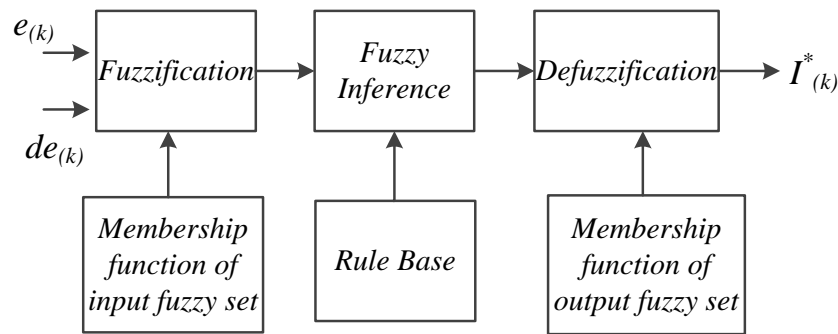 e(k)
de(k)
Fuzzification
Fuzzy
Inference
Defuzzification
I*(k)
Membership
function of
input fuzzy set
Rule Base
Membership
function of
output fuzzy set